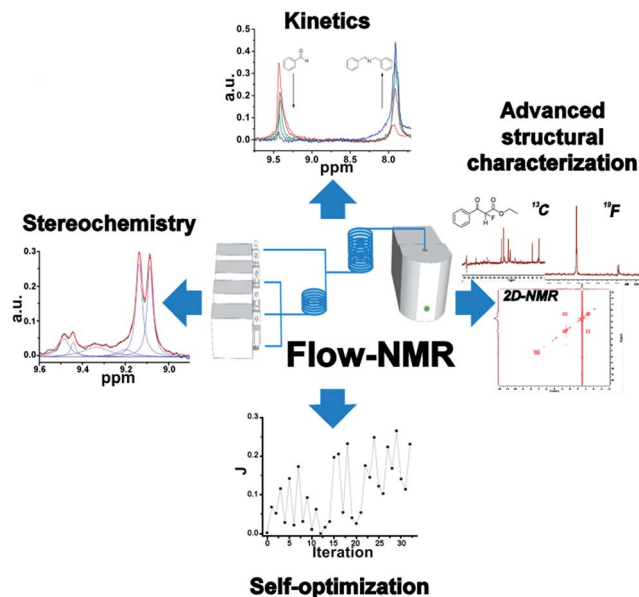 Kinetics
a.u.
0.5
0.4
0.3
0.2
0.1
0.0
O
H
N
9.5 9.0 8.5 8.0
ppm
Advanced
structural
characterization
O O
F
H
O
13C
19F
2D-NMR
Stereochemistry
a.u.
0.3
0.2
0.1
0.0
9.6 9.4 9.2 9.0
ppm
Flow-NMR
J
0.3
0.2
0.1
0.0
0 5 10 15 20 25 30
Iteration
Self-optimization